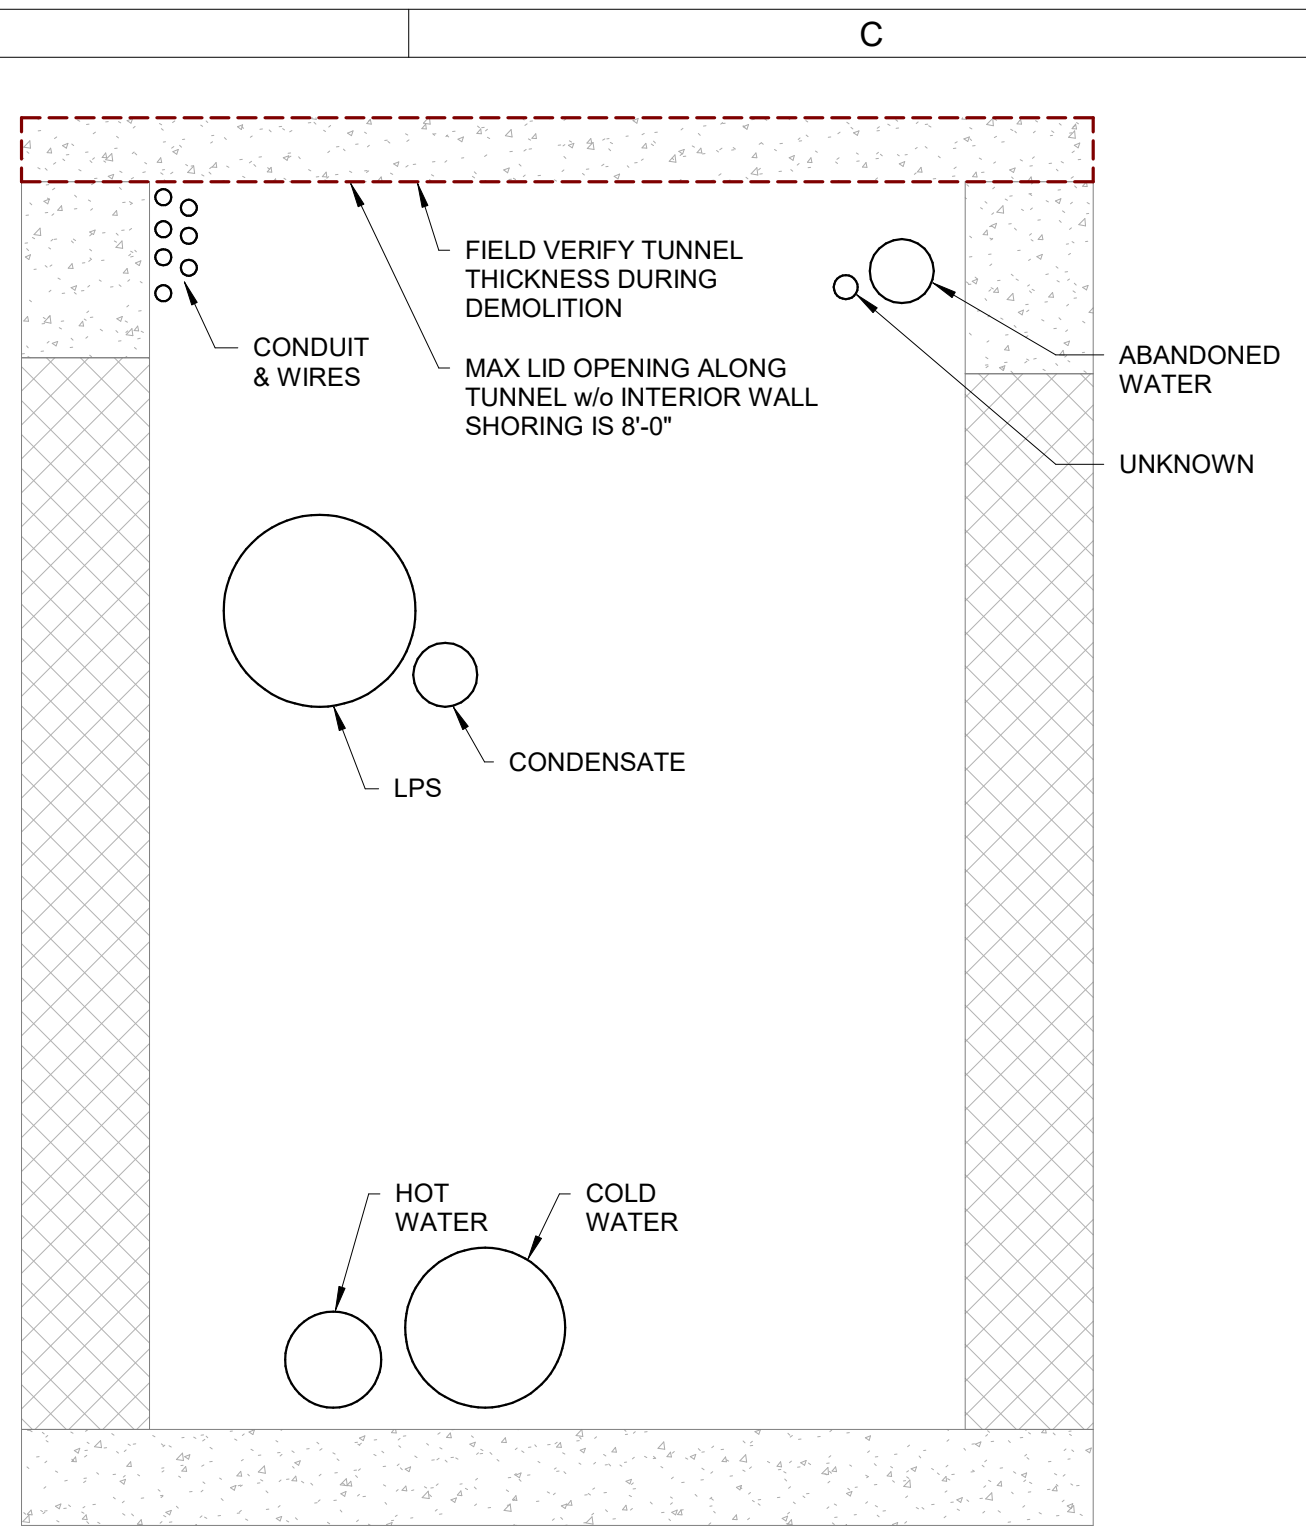 C
FIELD VERIFY TUNNEL
THICKNESS DURING
DEMOLITION
CONDUIT
& WIRES
MAX LID OPENING ALONG
TUNNEL w/o INTERIOR WALL
SHORING IS 8'-0"
ABANDONED
WATER
UNKNOWN
CONDENSATE
LPS
HOT
WATER
COLD
WATER